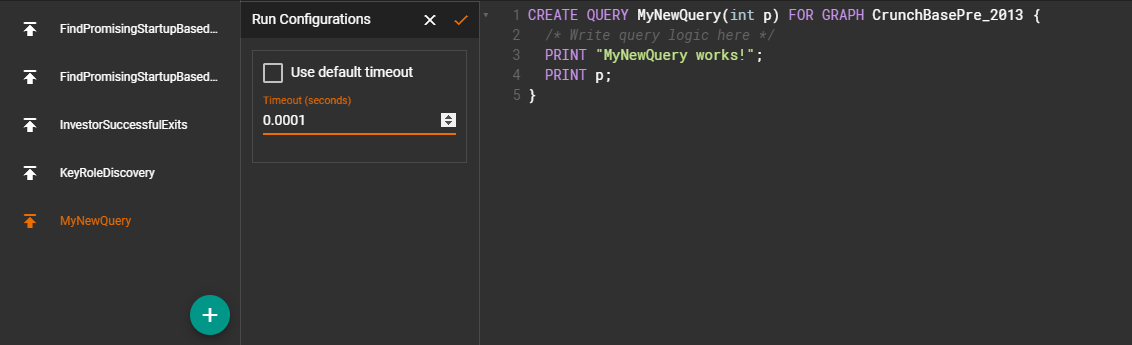 FindPromisingStartupBased...
FindPromisingStartupBased...
InvestorSuccessfulExits
KeyRoleDiscovery
MyNewQuery
+
Run Configurations
Use default timeout
Timeout (seconds)
0.0001
1 CREATE QUERY MyNewQuery(int p) FOR GRAPH CrunchBasePre_2013 {
2 /* Write query logic here */
3 PRINT "MyNewQuery works!";
4 PRINT p;
5 }